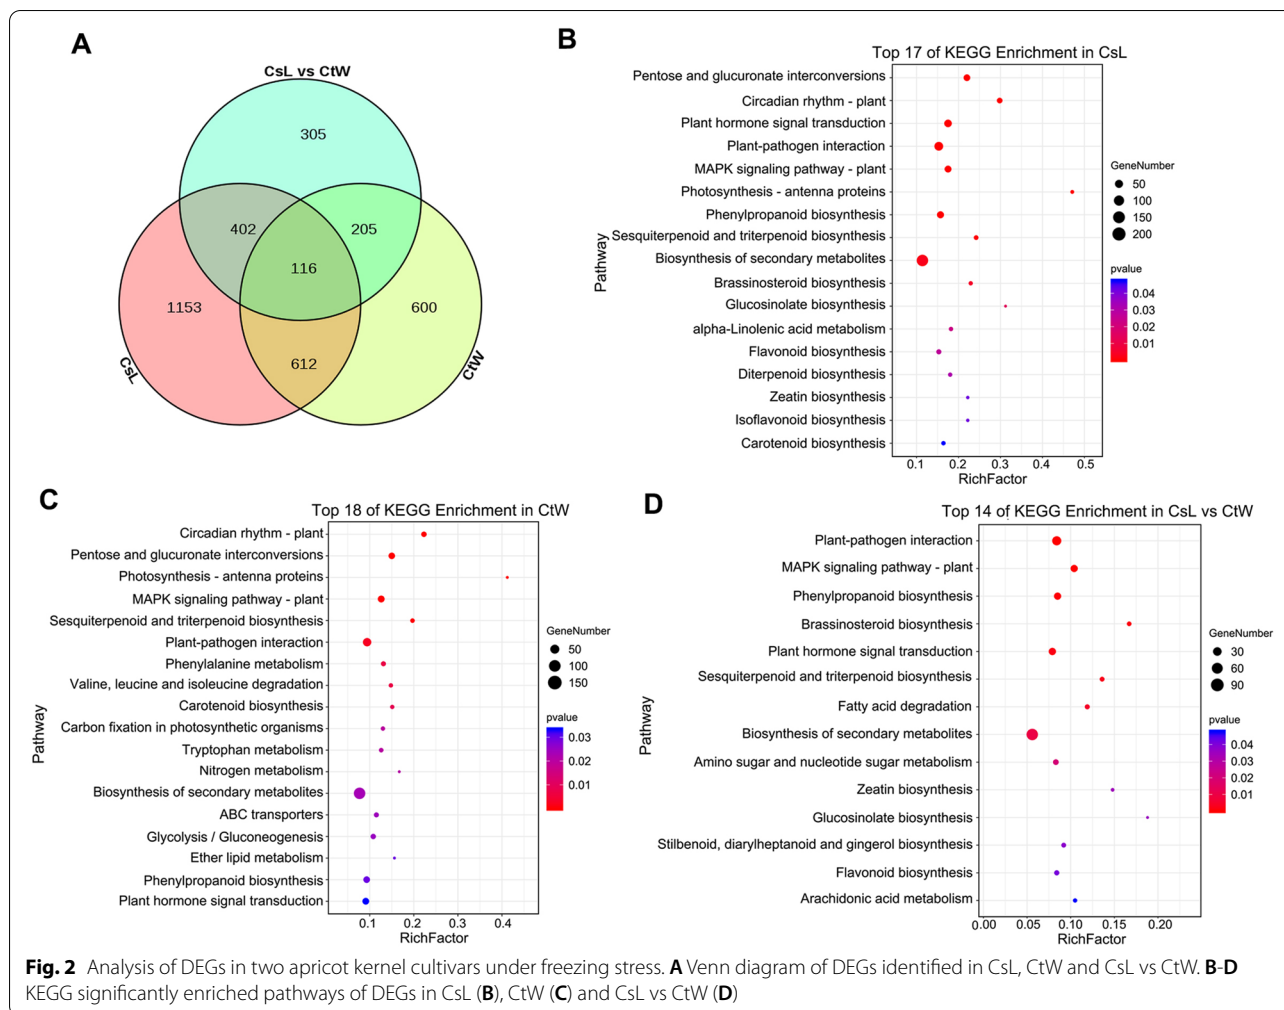 A
CsL vs CtW
305
402
205
116
1153
600
612
CsL
CtW
B
Top 17 of KEGG Enrichment in CsL
Pathway
Pentose and glucuronate interconversions
Circadian rhythm - plant
Plant hormone signal transduction
Plant-pathogen interaction
MAPK signaling pathway - plant
Photosynthesis - antenna proteins
Phenylpropanoid biosynthesis
Sesquiterpenoid and triterpenoid biosynthesis
Biosynthesis of secondary metabolites
Brassinosteroid biosynthesis
Glucosinolate biosynthesis
alpha-Linolenic acid metabolism
Flavonoid biosynthesis
Diterpenoid biosynthesis
Zeatin biosynthesis
Isoflavonoid biosynthesis
Carotenoid biosynthesis
0.1 0.2 0.3 0.4 0.5
RichFactor
GeneNumber
50
100
150
200
pvalue
0.04
0.03
0.02
0.01
C
Top 18 of KEGG Enrichment in CtW
Pathway
Circadian rhythm - plant
Pentose and glucuronate interconversions
Photosynthesis - antenna proteins
MAPK signaling pathway - plant
Sesquiterpenoid and triterpenoid biosynthesis
Plant-pathogen interaction
Phenylalanine metabolism
Valine, leucine and isoleucine degradation
Carotenoid biosynthesis
Carbon fixation in photosynthetic organisms
Tryptophan metabolism
Nitrogen metabolism
Biosynthesis of secondary metabolites
ABC transporters
Glycolysis / Gluconeogenesis
Ether lipid metabolism
Phenylpropanoid biosynthesis
Plant hormone signal transduction
0.1 0.2 0.3 0.4
RichFactor
GeneNumber
50
100
150
pvalue
0.03
0.02
0.01
D
Top 14 of KEGG Enrichment in CsL vs CtW
Pathway
Plant-pathogen interaction
MAPK signaling pathway - plant
Phenylpropanoid biosynthesis
Brassinosteroid biosynthesis
Plant hormone signal transduction
Sesquiterpenoid and triterpenoid biosynthesis
Fatty acid degradation
Biosynthesis of secondary metabolites
Amino sugar and nucleotide sugar metabolism
Zeatin biosynthesis
Glucosinolate biosynthesis
Stilbenoid, diarylheptanoid and gingerol biosynthesis
Flavonoid biosynthesis
Arachidonic acid metabolism
0.00 0.05 0.10 0.15 0.20
RichFactor
GeneNumber
30
60
90
pvalue
0.04
0.03
0.02
0.01
Fig. 2 Analysis of DEGs in two apricot kernel cultivars under freezing stress. A Venn diagram of DEGs identified in CsL, CtW and CsL vs CtW. B-D
KEGG significantly enriched pathways of DEGs in CsL (B), CtW (C) and CsL vs CtW (D)